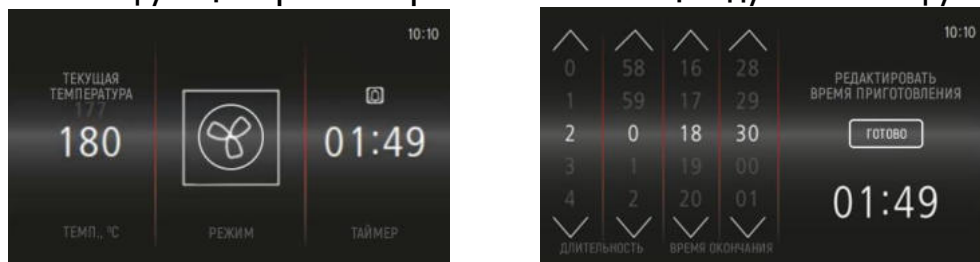 10:10
ТЕКУЩАЯ
ТЕМПЕРАТУРА
177
180
01:49
ТЕМП., °C
РЕЖИМ
ТАЙМЕР
10:10
0 58 16 28
1 59 17 29
2 0 18 30
3 1 19 00
4 2 20 01
ДЛИТЕЛЬНОСТЬ
ВРЕМЯ ОКОНЧАНИЯ
РЕДАКТИРОВАТЬ
ВРЕМЯ ПРИГОТОВЛЕНИЯ
ГОТОВО
01:49